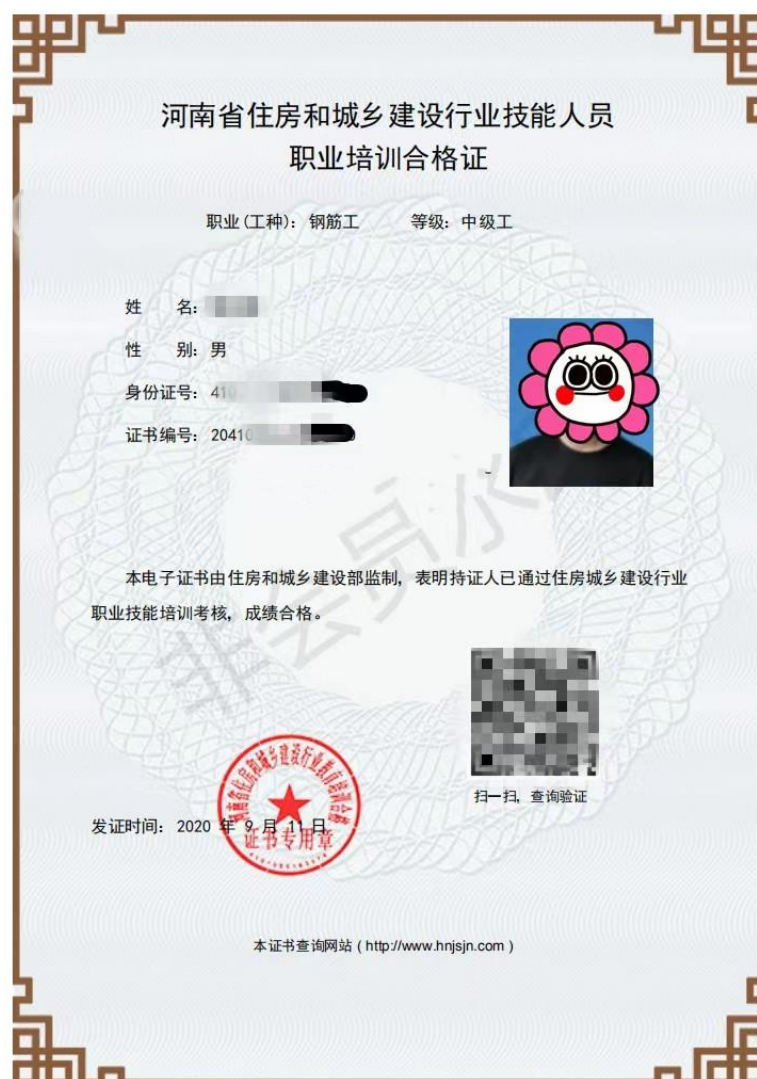 河南省住房和城乡建设行业技能人员
职业培训合格证
职业(工种)：钢筋工 等级：中级工
姓 名：
性 别：男
身份证号：410
证书编号：20410
本电子证书由住房和城乡建设部监制，表明持证人已通过住房城乡建设行业
职业技能培训考核，成绩合格。
非会员水
扫一扫，查询验证
证书专用章
发证时间：2020 年 9 月 11 日
本证书查询网站 ( http://www.hnjsjn.com )